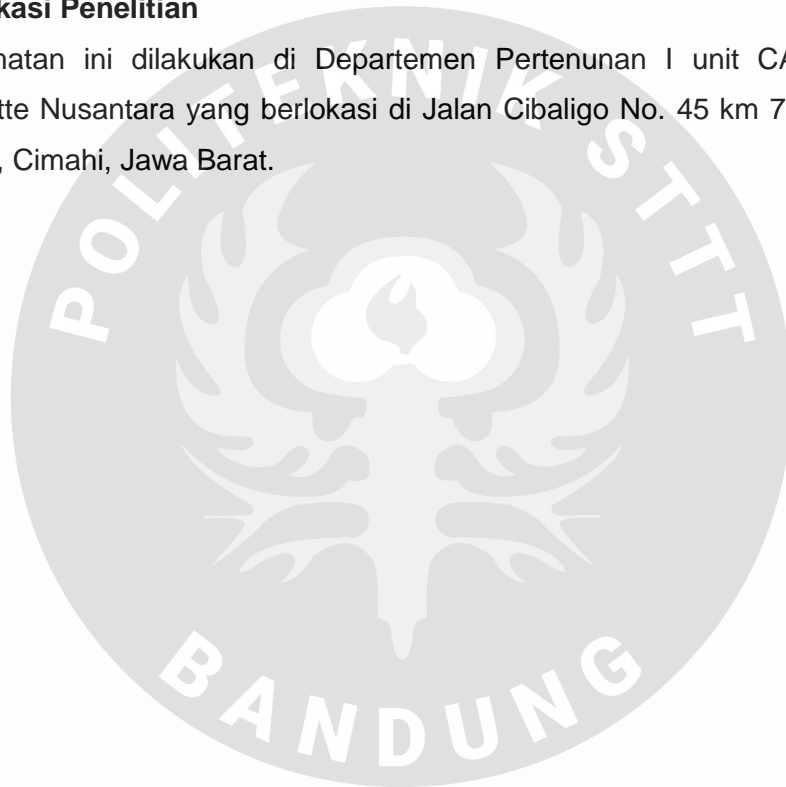 kasi Penelitian
natan ini dilakukan di Departemen Pertenunan I unit CA
tte Nusantara yang berlokasi di Jalan Cibaligo No. 45 km 7
, Cimahi, Jawa Barat.
POLITEKNIK STTT
BANDUNG